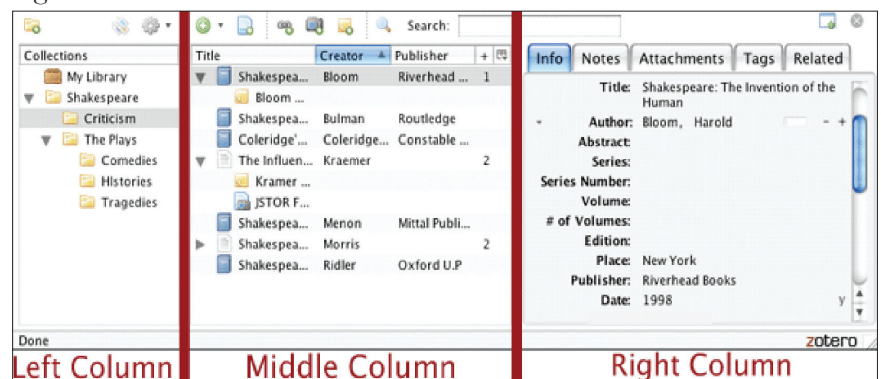 Search:
Collections
My Library
Shakespeare
Criticism
The Plays
Comedies
HIstories
Tragedies
Title Creator Publisher +
Shakespea... Bloom Riverhead ... 1
Bloom ...
Shakespea... Bulman Routledge
Coleridge'... Coleridge... Constable ...
The Influen... Kraemer 2
Kramer ...
JSTOR F...
Shakespea... Menon Mittal Publi...
Shakespea... Morris 2
Shakespea... Ridler Oxford U.P
Info Notes Attachments Tags Related
Title: Shakespeare: The Invention of the
Human
Author: Bloom, Harold - +
Abstract:
Series:
Series Number:
Volume:
# of Volumes:
Edition:
Place: New York
Publisher: Riverhead Books
Date: 1998 y
Done
zotero
Left Column Middle Column Right Column